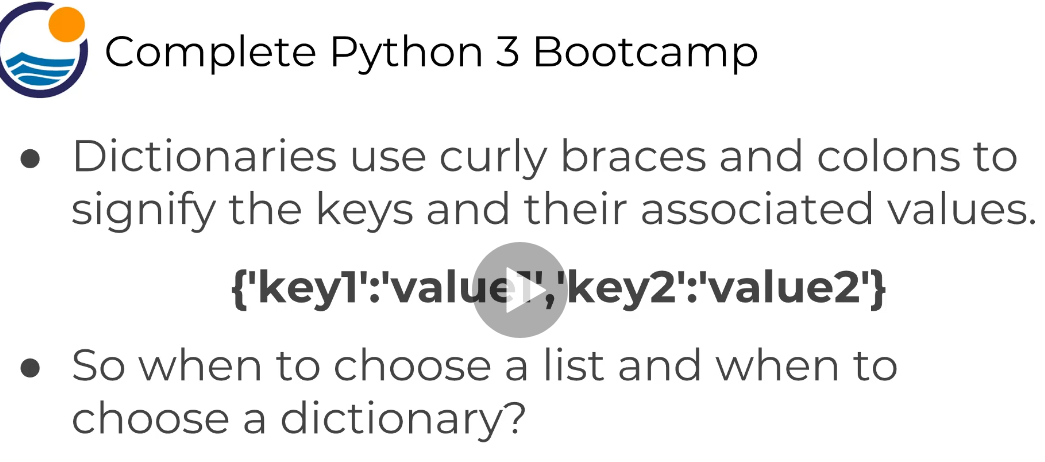 Complete Python 3 Bootcamp
● Dictionaries use curly braces and colons to
signify the keys and their associated values.
{'key1':'value1','key2':'value2'}
● So when to choose a list and when to
choose a dictionary?